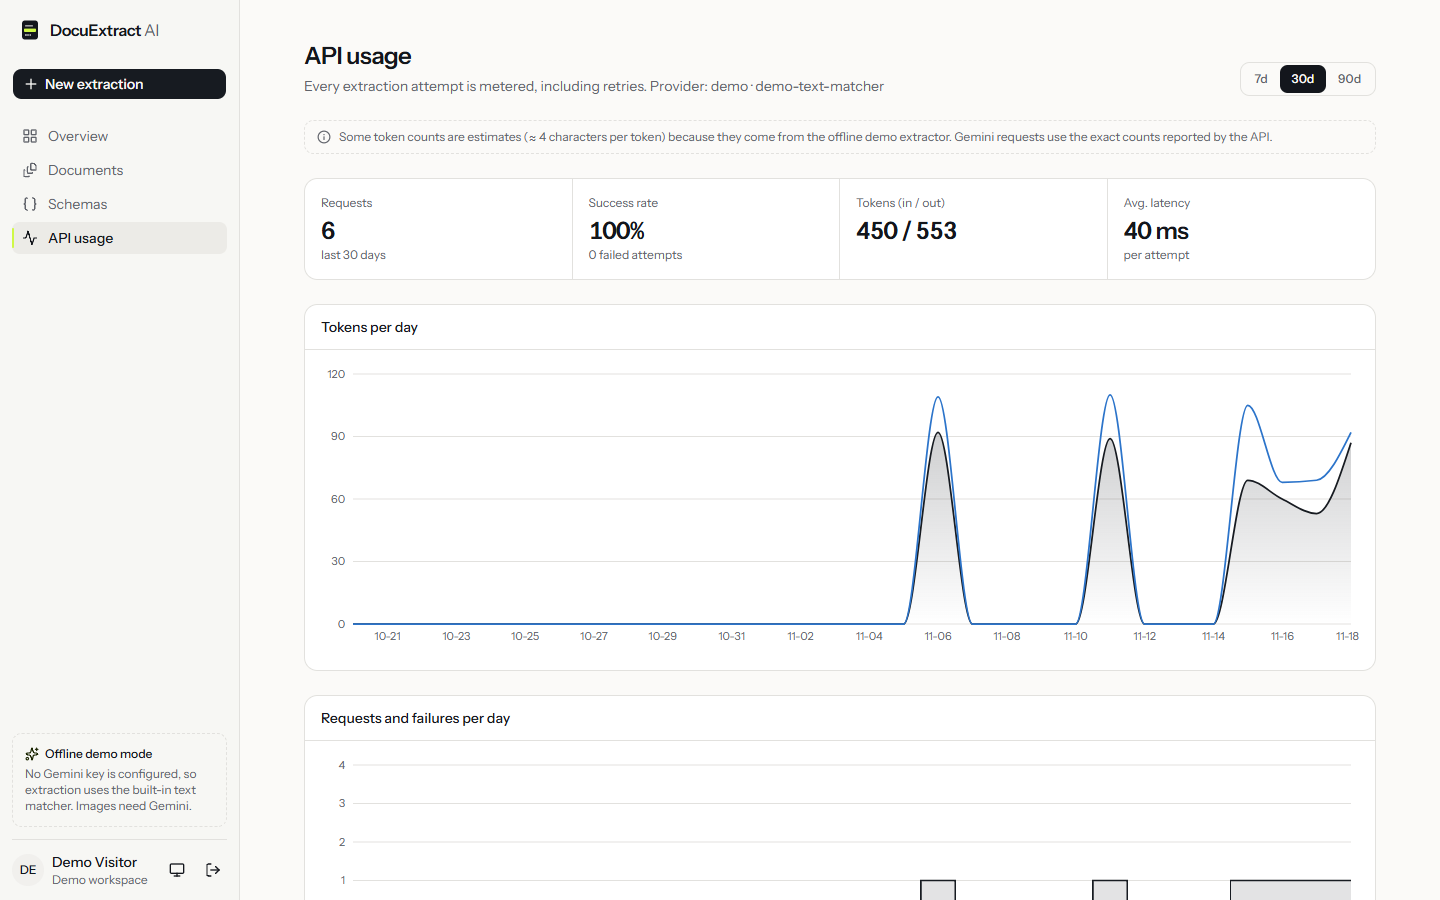 DocuExtract AI
New extraction
Overview
Documents
Schemas
API usage
Offline demo mode
No Gemini key is configured, so
extraction uses the built-in text
matcher. Images need Gemini.
DE
Demo Visitor
Demo workspace
API usage
Every extraction attempt is metered, including retries. Provider: demo · demo-text-matcher
7d 30d 90d
Some token counts are estimates (≈ 4 characters per token) because they come from the offline demo extractor. Gemini requests use the exact counts reported by the API.
Requests
6
last 30 days
Success rate
100%
0 failed attempts
Tokens (in / out)
450 / 553
Avg. latency
40 ms
per attempt
Tokens per day
120
90
60
30
0
10-21 10-23 10-25 10-27 10-29 10-31 11-02 11-04 11-06 11-08 11-10 11-12 11-14 11-16 11-18
Requests and failures per day
4
3
2
1